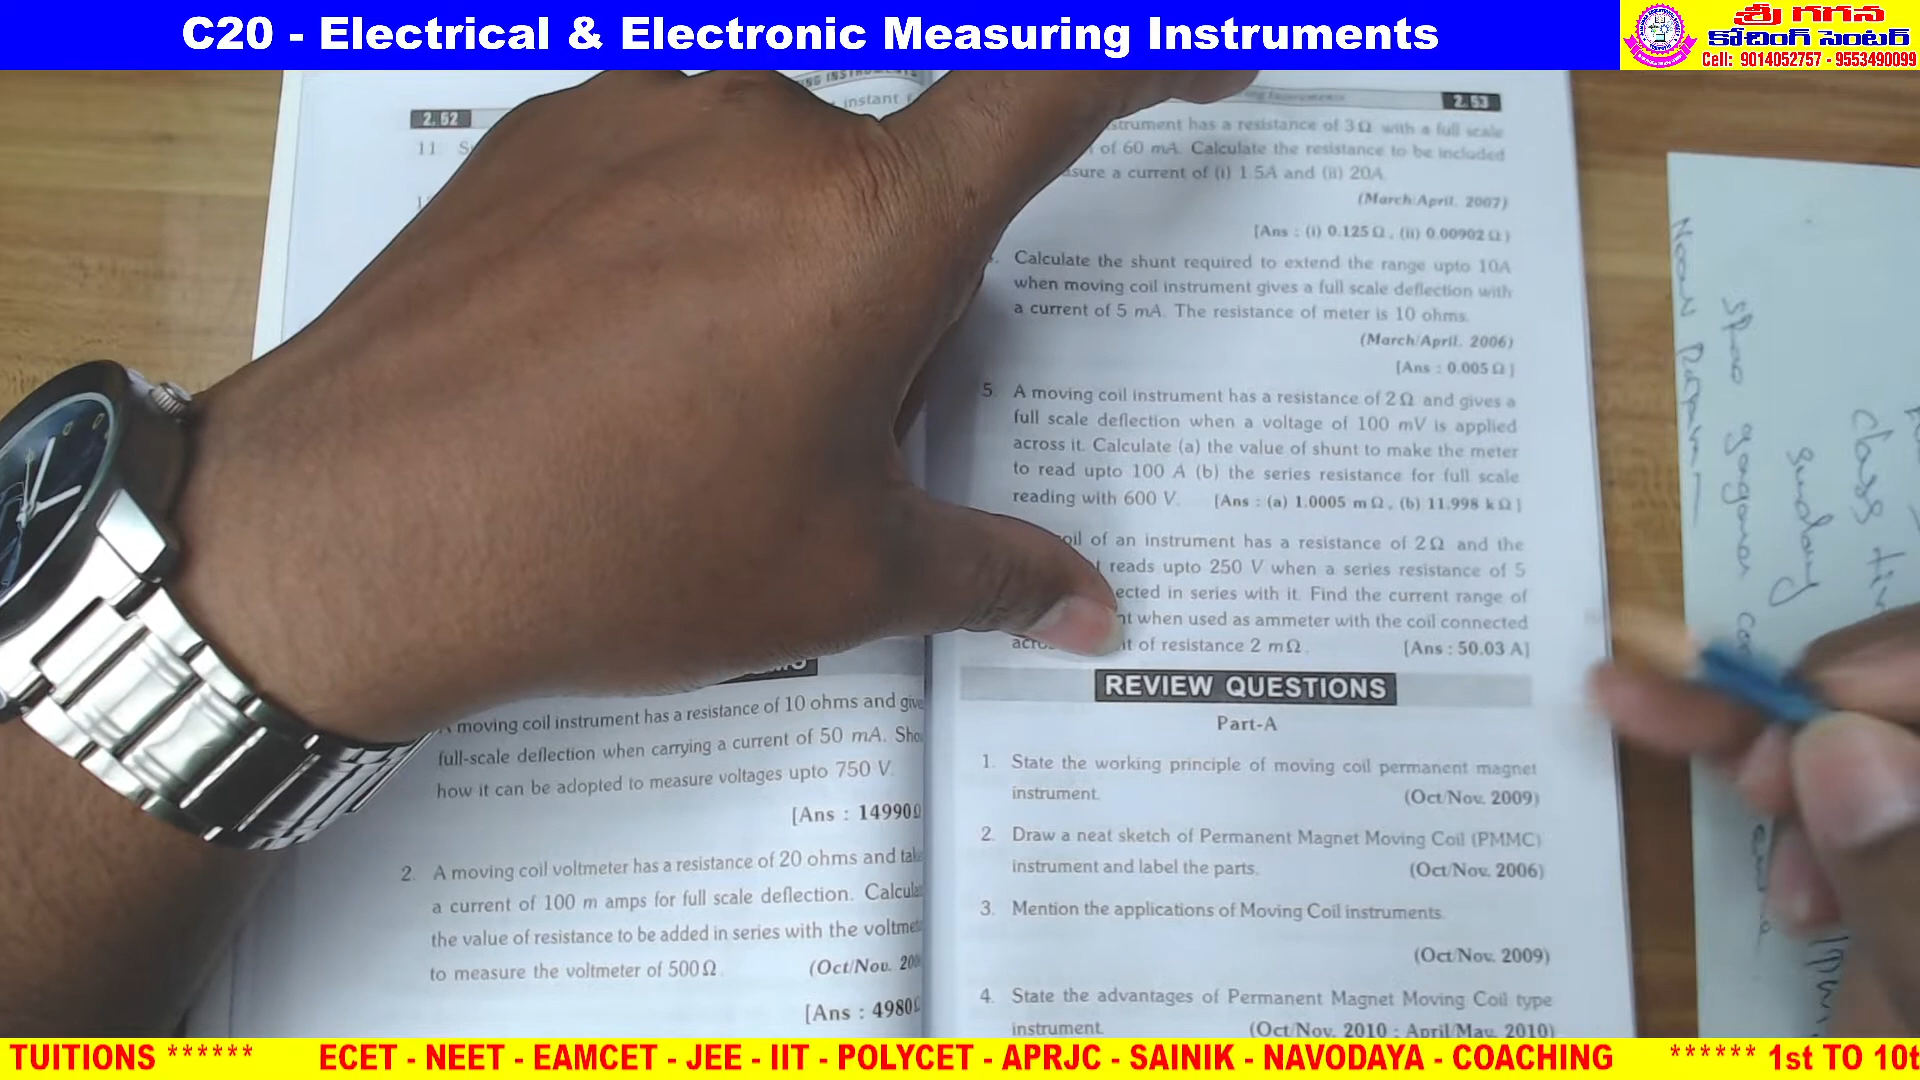 C20 - Electrical & Electronic Measuring Instruments
శ్రీ గగన
కోచింగ్ సెంటర్
Cell: 9014052757 - 9553490099
2.52
instant
11.
moving coil instrument has a resistance of 10 ohms and give
full-scale deflection when carrying a current of 50 mA.
how it can be adopted to measure voltages upto 750 V.
[Ans : 14990Ω
2. A moving coil voltmeter has a resistance of 20 ohms and
a current of 100 m amps for full scale deflection.
the value of resistance to be added in series with the
to measure the voltmeter of 500Ω
(Oct/Nov.
[Ans : 4980Ω
2.53
has a resistance of 3Ω with a full scale
of 60 mA. Calculate the resistance to be included
a current of (i) 1.5A and (ii) 20A.
(March/April. 2007)
[Ans : (i) 0.125 Ω , (ii) 0.00902 Ω )
Calculate the shunt required to extend the range upto 10A
when moving coil instrument gives a full scale deflection with
a current of 5 mA. The resistance of meter is 10 ohms.
(March/April. 2006)
[Ans : 0.005 Ω ]
5. A moving coil instrument has a resistance of 2Ω and gives a
full scale deflection when a voltage of 100 mV is applied
across it. Calculate (a) the value of shunt to make the meter
to read upto 100 A (b) the series resistance for full scale
reading with 600 V. [Ans : (a) 1.0005 mΩ , (b) 11.998 kΩ ]
of an instrument has a resistance of 2Ω and the
reads upto 250 V when a series resistance of 5
in series with it. Find the current range of
when used as ammeter with the coil connected
of resistance 2 mΩ. [Ans : 50.03 A]
REVIEW QUESTIONS
Part-A
1. State the working principle of moving coil permanent magnet
instrument. (Oct/Nov. 2009)
2. Draw a neat sketch of Permanent Magnet Moving Coil (PMMC)
instrument and label the parts. (Oct/Nov. 2006)
3. Mention the applications of Moving Coil instruments.
(Oct/Nov. 2009)
4. State the advantages of Permanent Magnet Moving Coil type
instrument. (Oct/Nov. 2010 ; April/May. 2010)
class
sunday
TUITIONS ****** ECET - NEET - EAMCET - JEE - IIT - POLYCET - APRJC - SAINIK - NAVODAYA - COACHING ****** 1st TO 10t